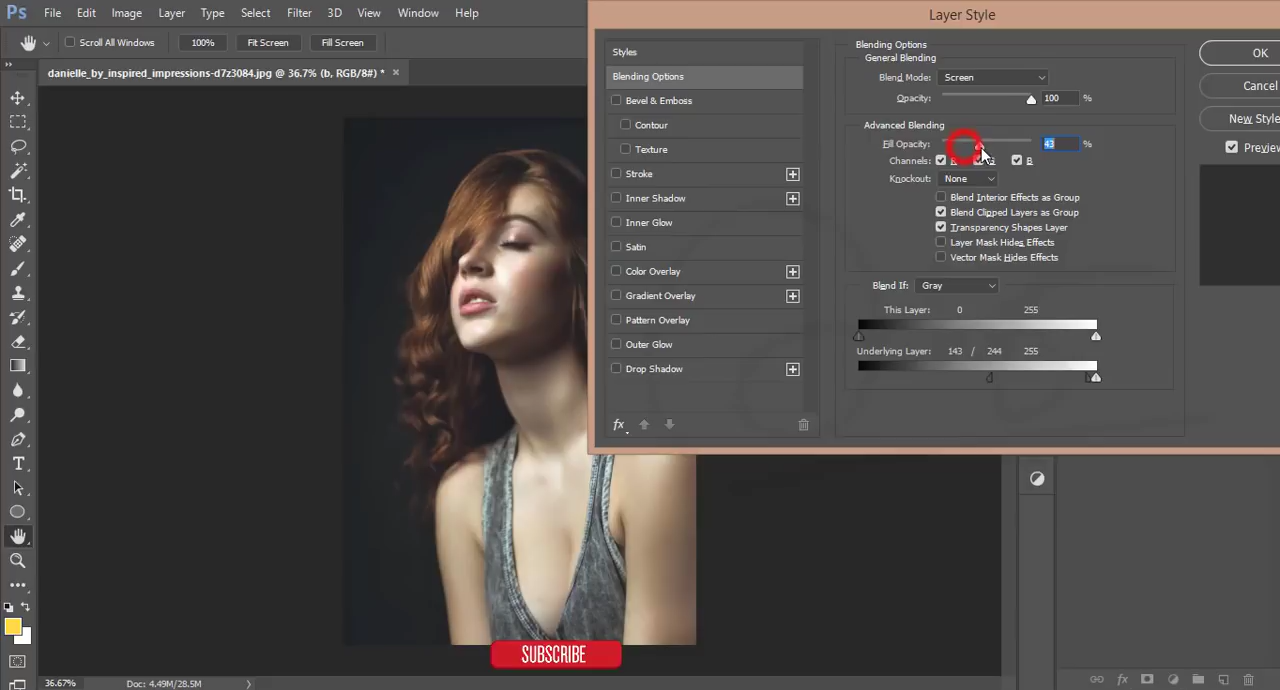 Ps File Edit Image Layer Type Select Filter 3D View Window Help
Layer Style
Scroll All Windows 100% Fit Screen Fill Screen
danielle_by_inspired_impressions-d7z3084.jpg @ 36.7% (b, RGB/8#) * ×
Styles
Blending Options
Bevel & Emboss
Contour
Texture
Stroke
Inner Shadow
Inner Glow
Satin
Color Overlay
Gradient Overlay
Pattern Overlay
Outer Glow
Drop Shadow
fx
Blending Options
General Blending
Blend Mode: Screen
Opacity: 100 %
Advanced Blending
Fill Opacity: 43 %
Channels: B
Knockout: None
Blend Interior Effects as Group
Blend Clipped Layers as Group
Transparency Shapes Layer
Layer Mask Hides Effects
Vector Mask Hides Effects
Blend If: Gray
This Layer: 0 255
Underlying Layer: 143 / 244 255
OK
Cancel
New Style
Preview
SUBSCRIBE
36.67% Doc: 4.49M/28.5M
fx